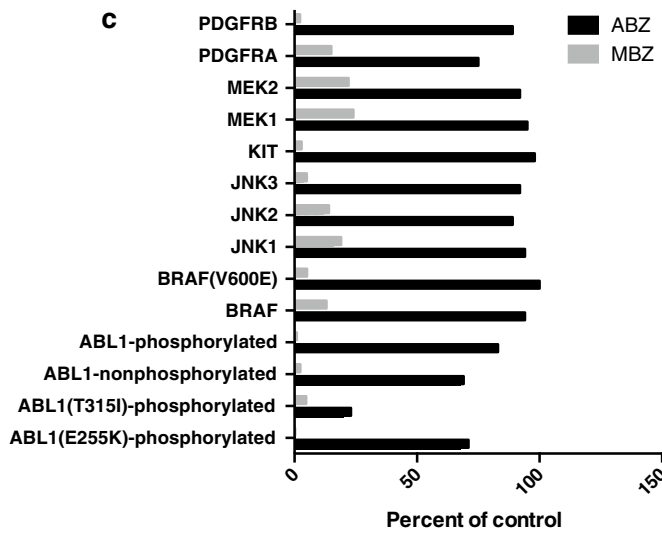 c
ABZ
MBZ
PDGFRB
PDGFRA
MEK2
MEK1
KIT
JNK3
JNK2
JNK1
BRAF(V600E)
BRAF
ABL1-phosphorylated
ABL1-nonphosphorylated
ABL1(T315I)-phosphorylated
ABL1(E255K)-phosphorylated
0 50 100 150
Percent of control